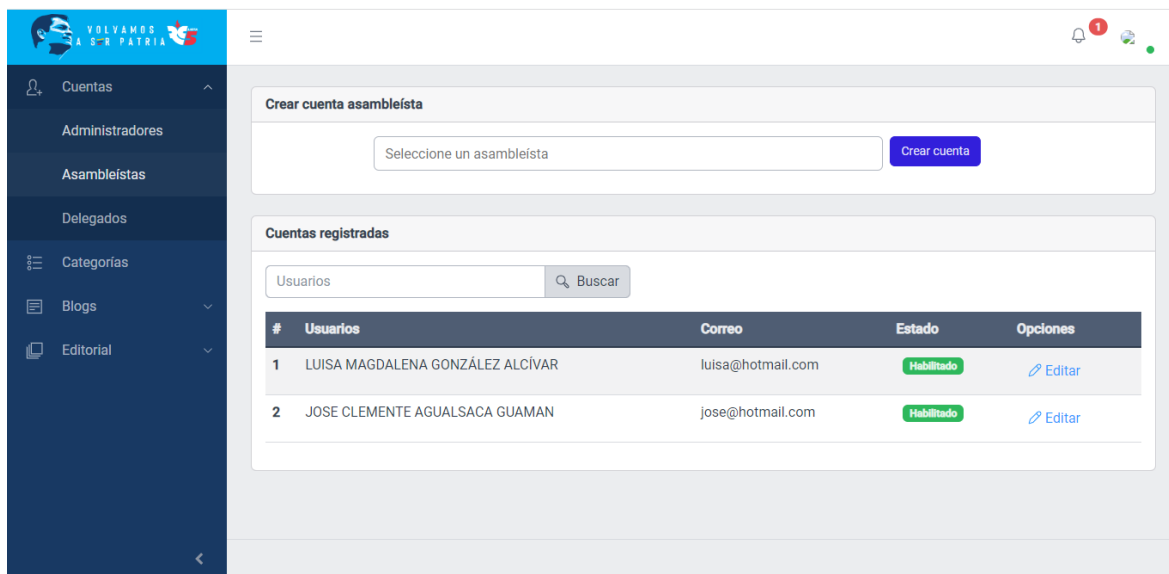 VOLVAMOS
A SER PATRIA
1
Cuentas
Administradores
Asambleístas
Delegados
Categorías
Blogs
Editorial
Crear cuenta asambleísta
Seleccione un asambleísta Crear cuenta
Cuentas registradas
Usuarios Buscar
# Usuarios Correo Estado Opciones
1 LUISA MAGDALENA GONZÁLEZ ALCÍVAR luisa@hotmail.com Habilitado Editar
2 JOSE CLEMENTE AGUALSACA GUAMAN jose@hotmail.com Habilitado Editar